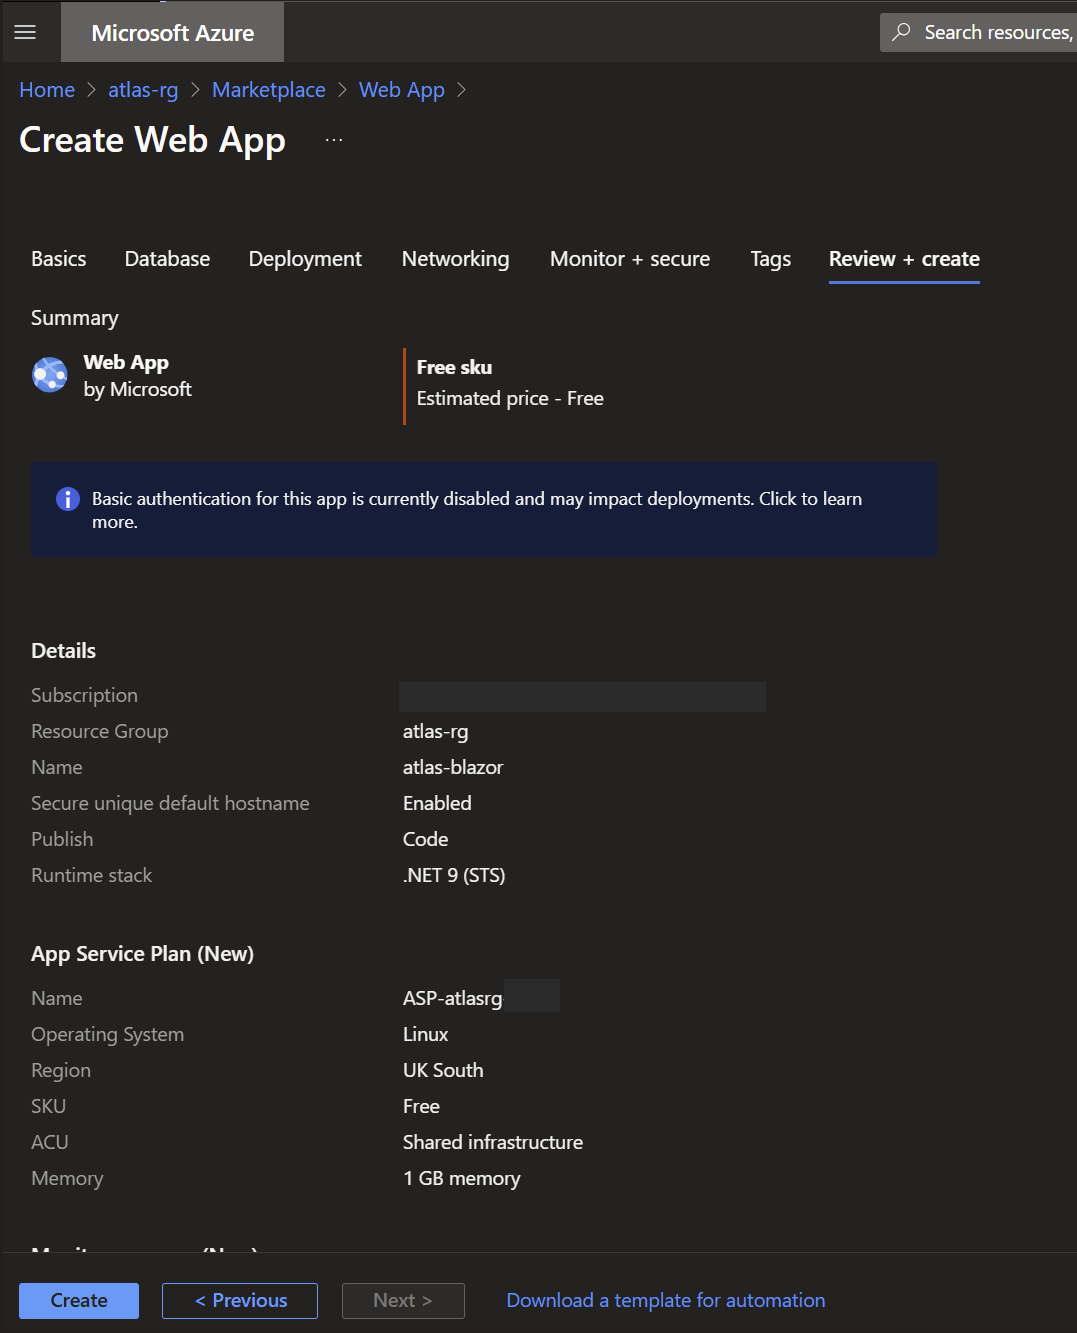 Microsoft Azure
Search resources,
Home > atlas-rg > Marketplace > Web App >
Create Web App ...
Basics Database Deployment Networking Monitor + secure Tags Review + create
Summary
Web App
by Microsoft
Free sku
Estimated price - Free
Basic authentication for this app is currently disabled and may impact deployments. Click to learn
more.
Details
Subscription
Resource Group atlas-rg
Name atlas-blazor
Secure unique default hostname Enabled
Publish Code
Runtime stack .NET 9 (STS)
App Service Plan (New)
Name ASP-atlasrg-
Operating System Linux
Region UK South
SKU Free
ACU Shared infrastructure
Memory 1 GB memory
Create < Previous Next > Download a template for automation